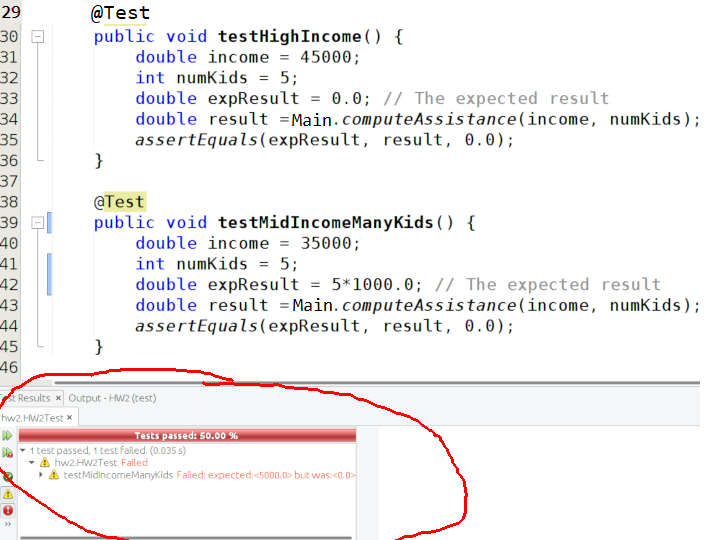 29 @Test
30 public void testHighIncome() {
31 double income = 45000;
32 int numKids = 5;
33 double expResult = 0.0; // The expected result
34 double result =Main.computeAssistance(income, numKids);
35 assertEquals(expResult, result, 0.0);
36 }
37
38 @Test
39 public void testMidIncomeManyKids() {
40 double income = 35000;
41 int numKids = 5;
42 double expResult = 5*1000.0; // The expected result
43 double result =Main.computeAssistance(income, numKids);
44 assertEquals(expResult, result, 0.0);
45 }
46
st Results × Output - HW2 (test)
hw2.HW2Test ×
Tests passed: 50.00 %
1 test passed, 1 test failed. (0.035 s)
hw2.HW2Test Failed
testMidIncomeManyKids Failed: expected:<5000.0> but was:<0.0>